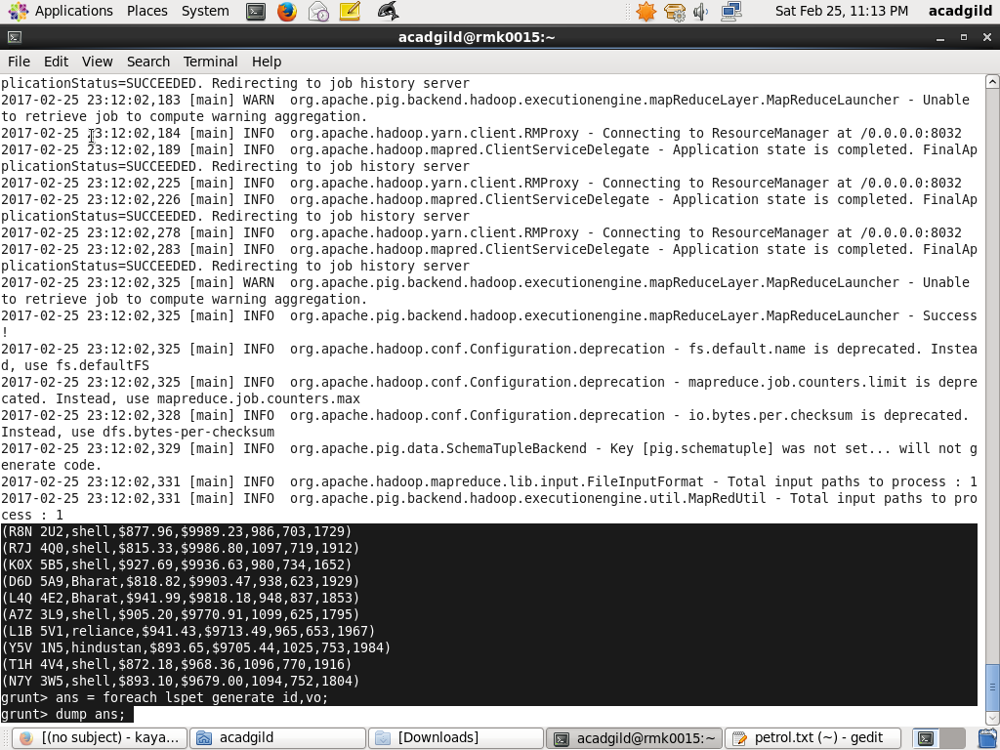 Applications Places System Sat Feb 25, 11:13 PM acadgild
acadgild@rmk0015:~
File Edit View Search Terminal Help
plicationStatus=SUCCEEDED. Redirecting to job history server
2017-02-25 23:12:02,183 [main] WARN  org.apache.pig.backend.hadoop.executionengine.mapReduceLayer.MapReduceLauncher - Unable
to retrieve job to compute warning aggregation.
2017-02-25 23:12:02,184 [main] INFO  org.apache.hadoop.yarn.client.RMProxy - Connecting to ResourceManager at /0.0.0.0:8032
2017-02-25 23:12:02,189 [main] INFO  org.apache.hadoop.mapred.ClientServiceDelegate - Application state is completed. FinalAp
plicationStatus=SUCCEEDED. Redirecting to job history server
2017-02-25 23:12:02,225 [main] INFO  org.apache.hadoop.yarn.client.RMProxy - Connecting to ResourceManager at /0.0.0.0:8032
2017-02-25 23:12:02,226 [main] INFO  org.apache.hadoop.mapred.ClientServiceDelegate - Application state is completed. FinalAp
plicationStatus=SUCCEEDED. Redirecting to job history server
2017-02-25 23:12:02,278 [main] INFO  org.apache.hadoop.yarn.client.RMProxy - Connecting to ResourceManager at /0.0.0.0:8032
2017-02-25 23:12:02,283 [main] INFO  org.apache.hadoop.mapred.ClientServiceDelegate - Application state is completed. FinalAp
plicationStatus=SUCCEEDED. Redirecting to job history server
2017-02-25 23:12:02,325 [main] WARN  org.apache.pig.backend.hadoop.executionengine.mapReduceLayer.MapReduceLauncher - Unable
to retrieve job to compute warning aggregation.
2017-02-25 23:12:02,325 [main] INFO  org.apache.pig.backend.hadoop.executionengine.mapReduceLayer.MapReduceLauncher - Success
!
2017-02-25 23:12:02,325 [main] INFO  org.apache.hadoop.conf.Configuration.deprecation - fs.default.name is deprecated. Instea
d, use fs.defaultFS
2017-02-25 23:12:02,325 [main] INFO  org.apache.hadoop.conf.Configuration.deprecation - mapreduce.job.counters.limit is depre
cated. Instead, use mapreduce.job.counters.max
2017-02-25 23:12:02,328 [main] INFO  org.apache.hadoop.conf.Configuration.deprecation - io.bytes.per.checksum is deprecated.
Instead, use dfs.bytes-per-checksum
2017-02-25 23:12:02,329 [main] INFO  org.apache.pig.data.SchemaTupleBackend - Key [pig.schematuple] was not set... will not g
enerate code.
2017-02-25 23:12:02,331 [main] INFO  org.apache.hadoop.mapreduce.lib.input.FileInputFormat - Total input paths to process : 1
2017-02-25 23:12:02,331 [main] INFO  org.apache.pig.backend.hadoop.executionengine.util.MapRedUtil - Total input paths to pro
cess : 1
(R8N 2U2,shell,$877.96,$9989.23,986,703,1729)
(R7J 4Q0,shell,$815.33,$9986.80,1097,719,1912)
(K0X 5B5,shell,$927.69,$9936.63,980,734,1652)
(D6D 5A9,Bharat,$818.82,$9903.47,938,623,1929)
(L4Q 4E2,Bharat,$941.99,$9818.18,948,837,1853)
(A7Z 3L9,shell,$905.20,$9770.91,1099,625,1795)
(L1B 5V1,reliance,$941.43,$9713.49,965,653,1967)
(Y5V 1N5,hindustan,$893.65,$9705.44,1025,753,1984)
(T1H 4V4,shell,$872.18,$968.36,1096,770,1916)
(N7Y 3W5,shell,$893.10,$9679.00,1094,752,1804)
grunt> ans = foreach lspet generate id,vo;
grunt> dump ans;
[(no subject) - kaya... acadgild [Downloads] acadgild@rmk0015:~ petrol.txt (~) - gedit